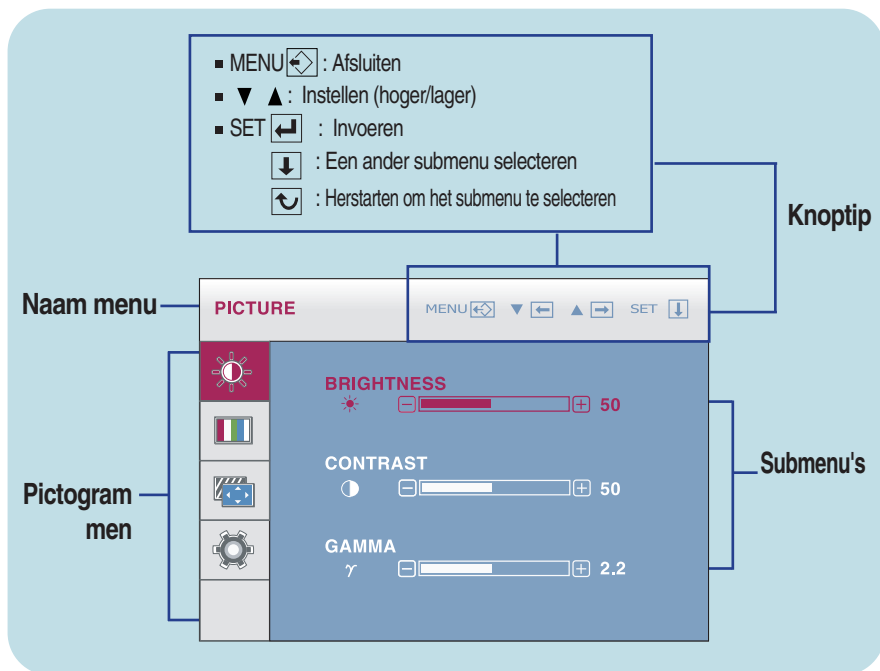 ■ MENU : Afsluiten
■ ▼ ▲ : Instellen (hoger/lager)
■ SET : Invoeren
: Een ander submenu selecteren
: Herstarten om het submenu te selecteren
Knoptip
Naam menu
PICTURE
MENU ▼ ▲ SET
BRIGHTNESS
50
CONTRAST
50
GAMMA
γ 2.2
Submenu's
Pictogram
men